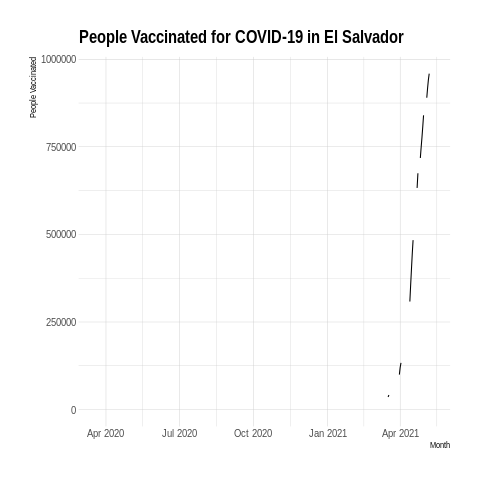 People Vaccinated for COVID-19 in El Salvador
People Vaccinated
1000000
750000
500000
250000
0
Apr 2020 Jul 2020 Oct 2020 Jan 2021 Apr 2021
Month